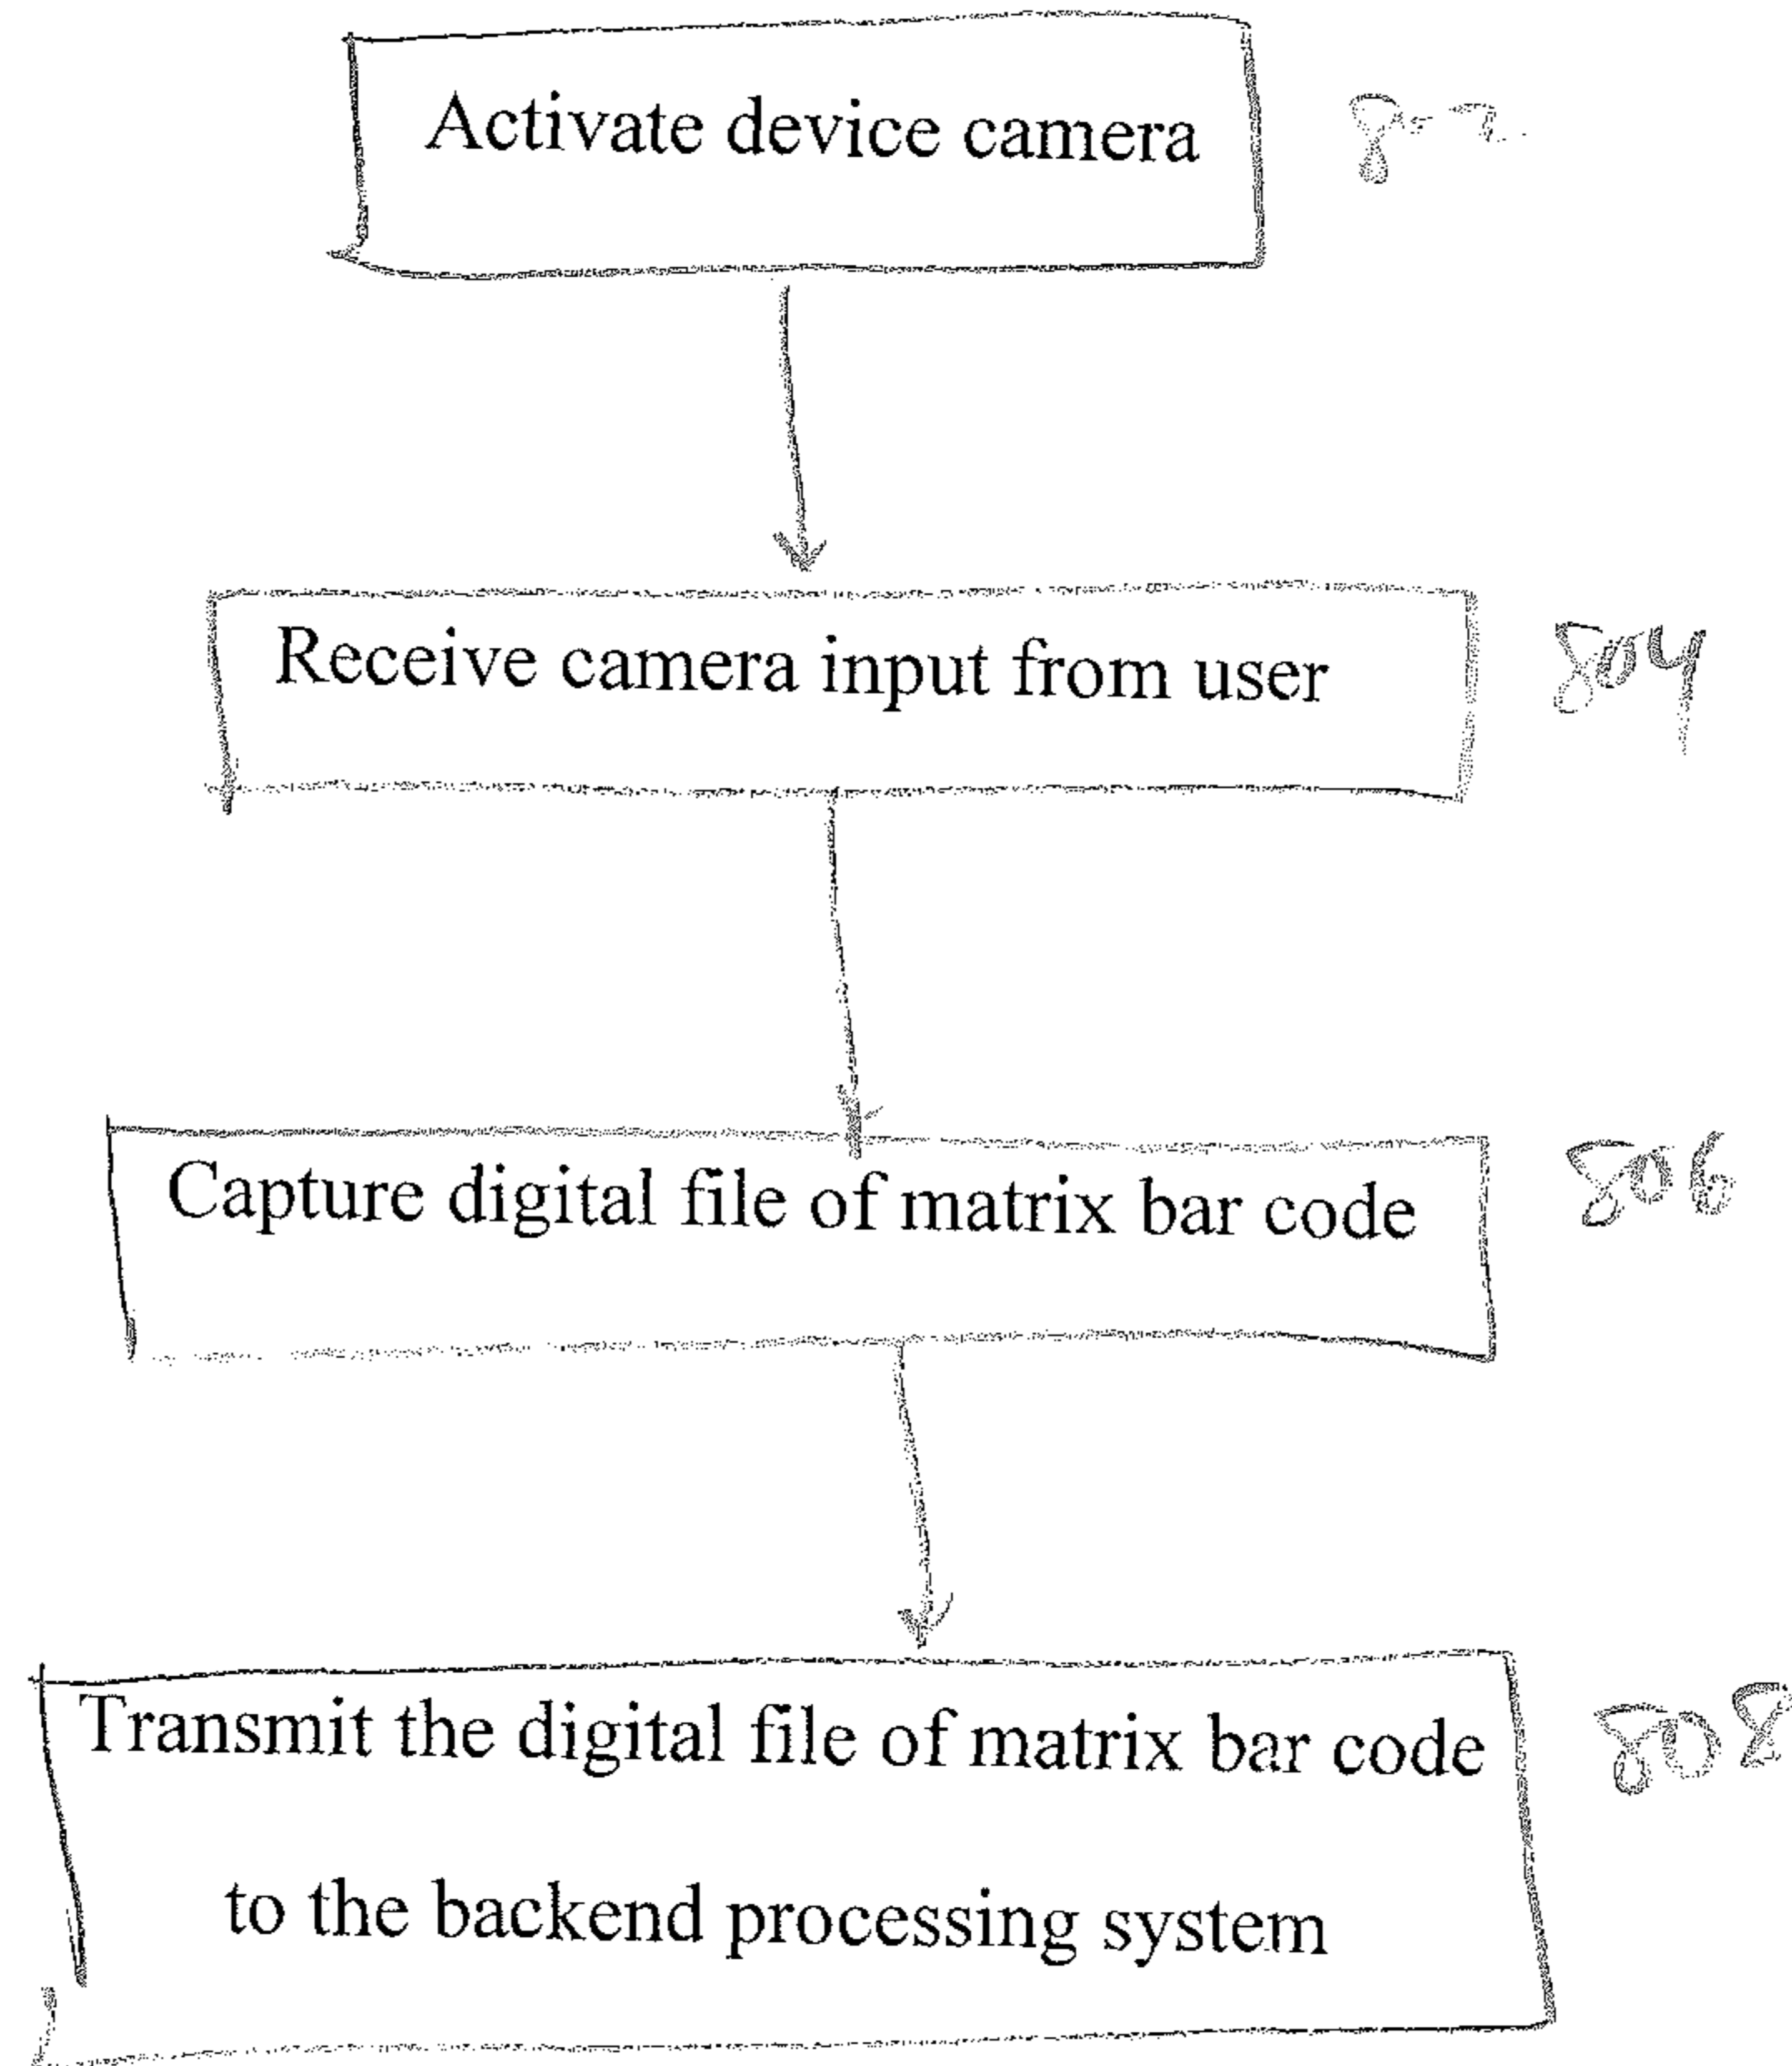 Activate device camera 802
Receive camera input from user 804
Capture digital file of matrix bar code 806
Transmit the digital file of matrix bar code 808
to the backend processing system